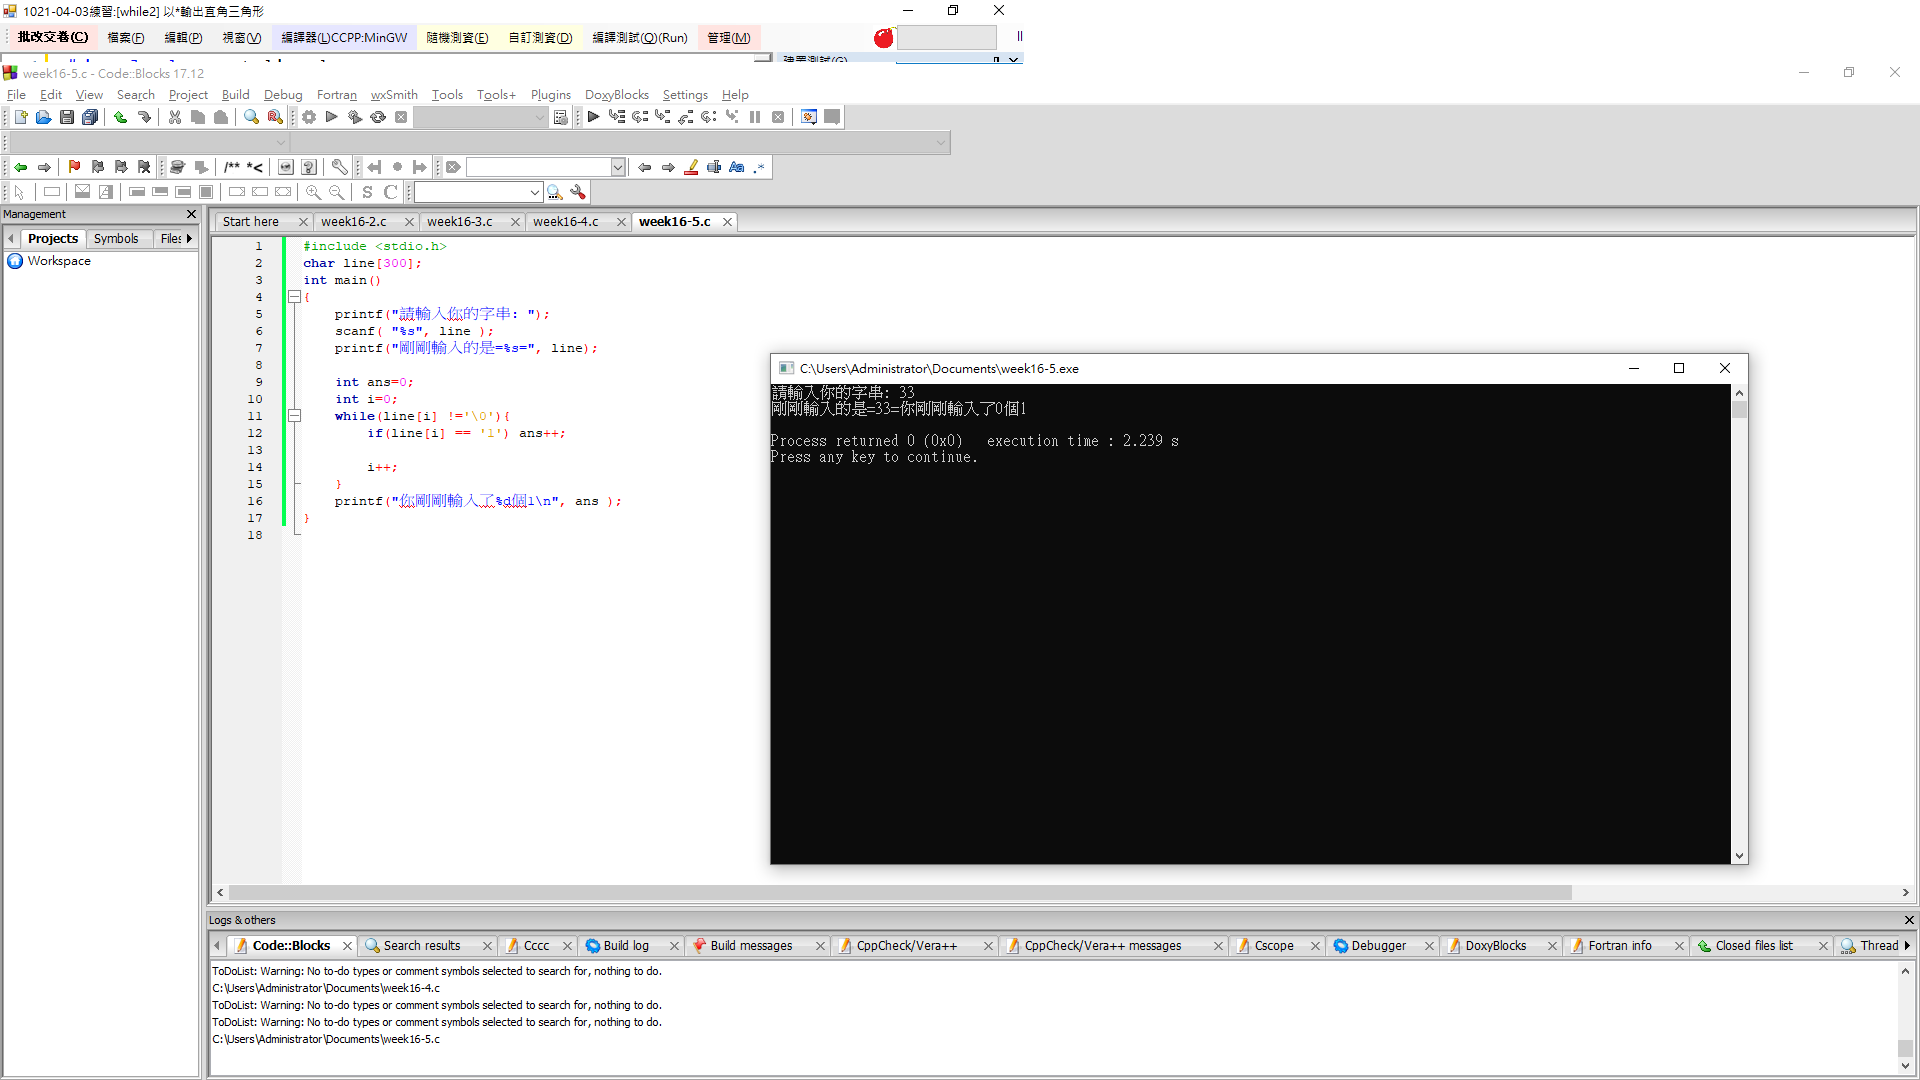 1021-04-03練習:[while2] 以*輸出直角三角形
批改交卷(C) 檔案(F) 編輯(P) 視窗(V) 編譯器(L)CCPP:MinGW 隨機測資(E) 自訂測資(D) 編譯測試(Q)(Run) 管理(M)
week16-5.c - Code::Blocks 17.12
File Edit View Search Project Build Debug Fortran wxSmith Tools Tools+ Plugins DoxyBlocks Settings Help
/** *<
Aa .*
S C
Management
Projects Symbols Files
Workspace
Start here week16-2.c week16-3.c week16-4.c week16-5.c
1 #include <stdio.h>
2 char line[300];
3 int main()
4 {
5 printf("請輸入你的字串: ");
6 scanf( "%s", line );
7 printf("剛剛輸入的是=%s=", line);
8
9 int ans=0;
10 int i=0;
11 while(line[i] !='\0'){
12 if(line[i] == '1') ans++;
13
14 i++;
15 }
16 printf("你剛剛輸入了%d個1\n", ans );
17 }
18
C:\Users\Administrator\Documents\week16-5.exe
請輸入你的字串: 33
剛剛輸入的是=33=你剛剛輸入了0個1
Process returned 0 (0x0)   execution time : 2.239 s
Press any key to continue.
Logs & others
Code::Blocks Search results Cccc Build log Build messages CppCheck/Vera++ CppCheck/Vera++ messages Cscope Debugger DoxyBlocks Fortran info Closed files list Thread
ToDoList: Warning: No to-do types or comment symbols selected to search for, nothing to do.
C:\Users\Administrator\Documents\week16-4.c
ToDoList: Warning: No to-do types or comment symbols selected to search for, nothing to do.
ToDoList: Warning: No to-do types or comment symbols selected to search for, nothing to do.
C:\Users\Administrator\Documents\week16-5.c